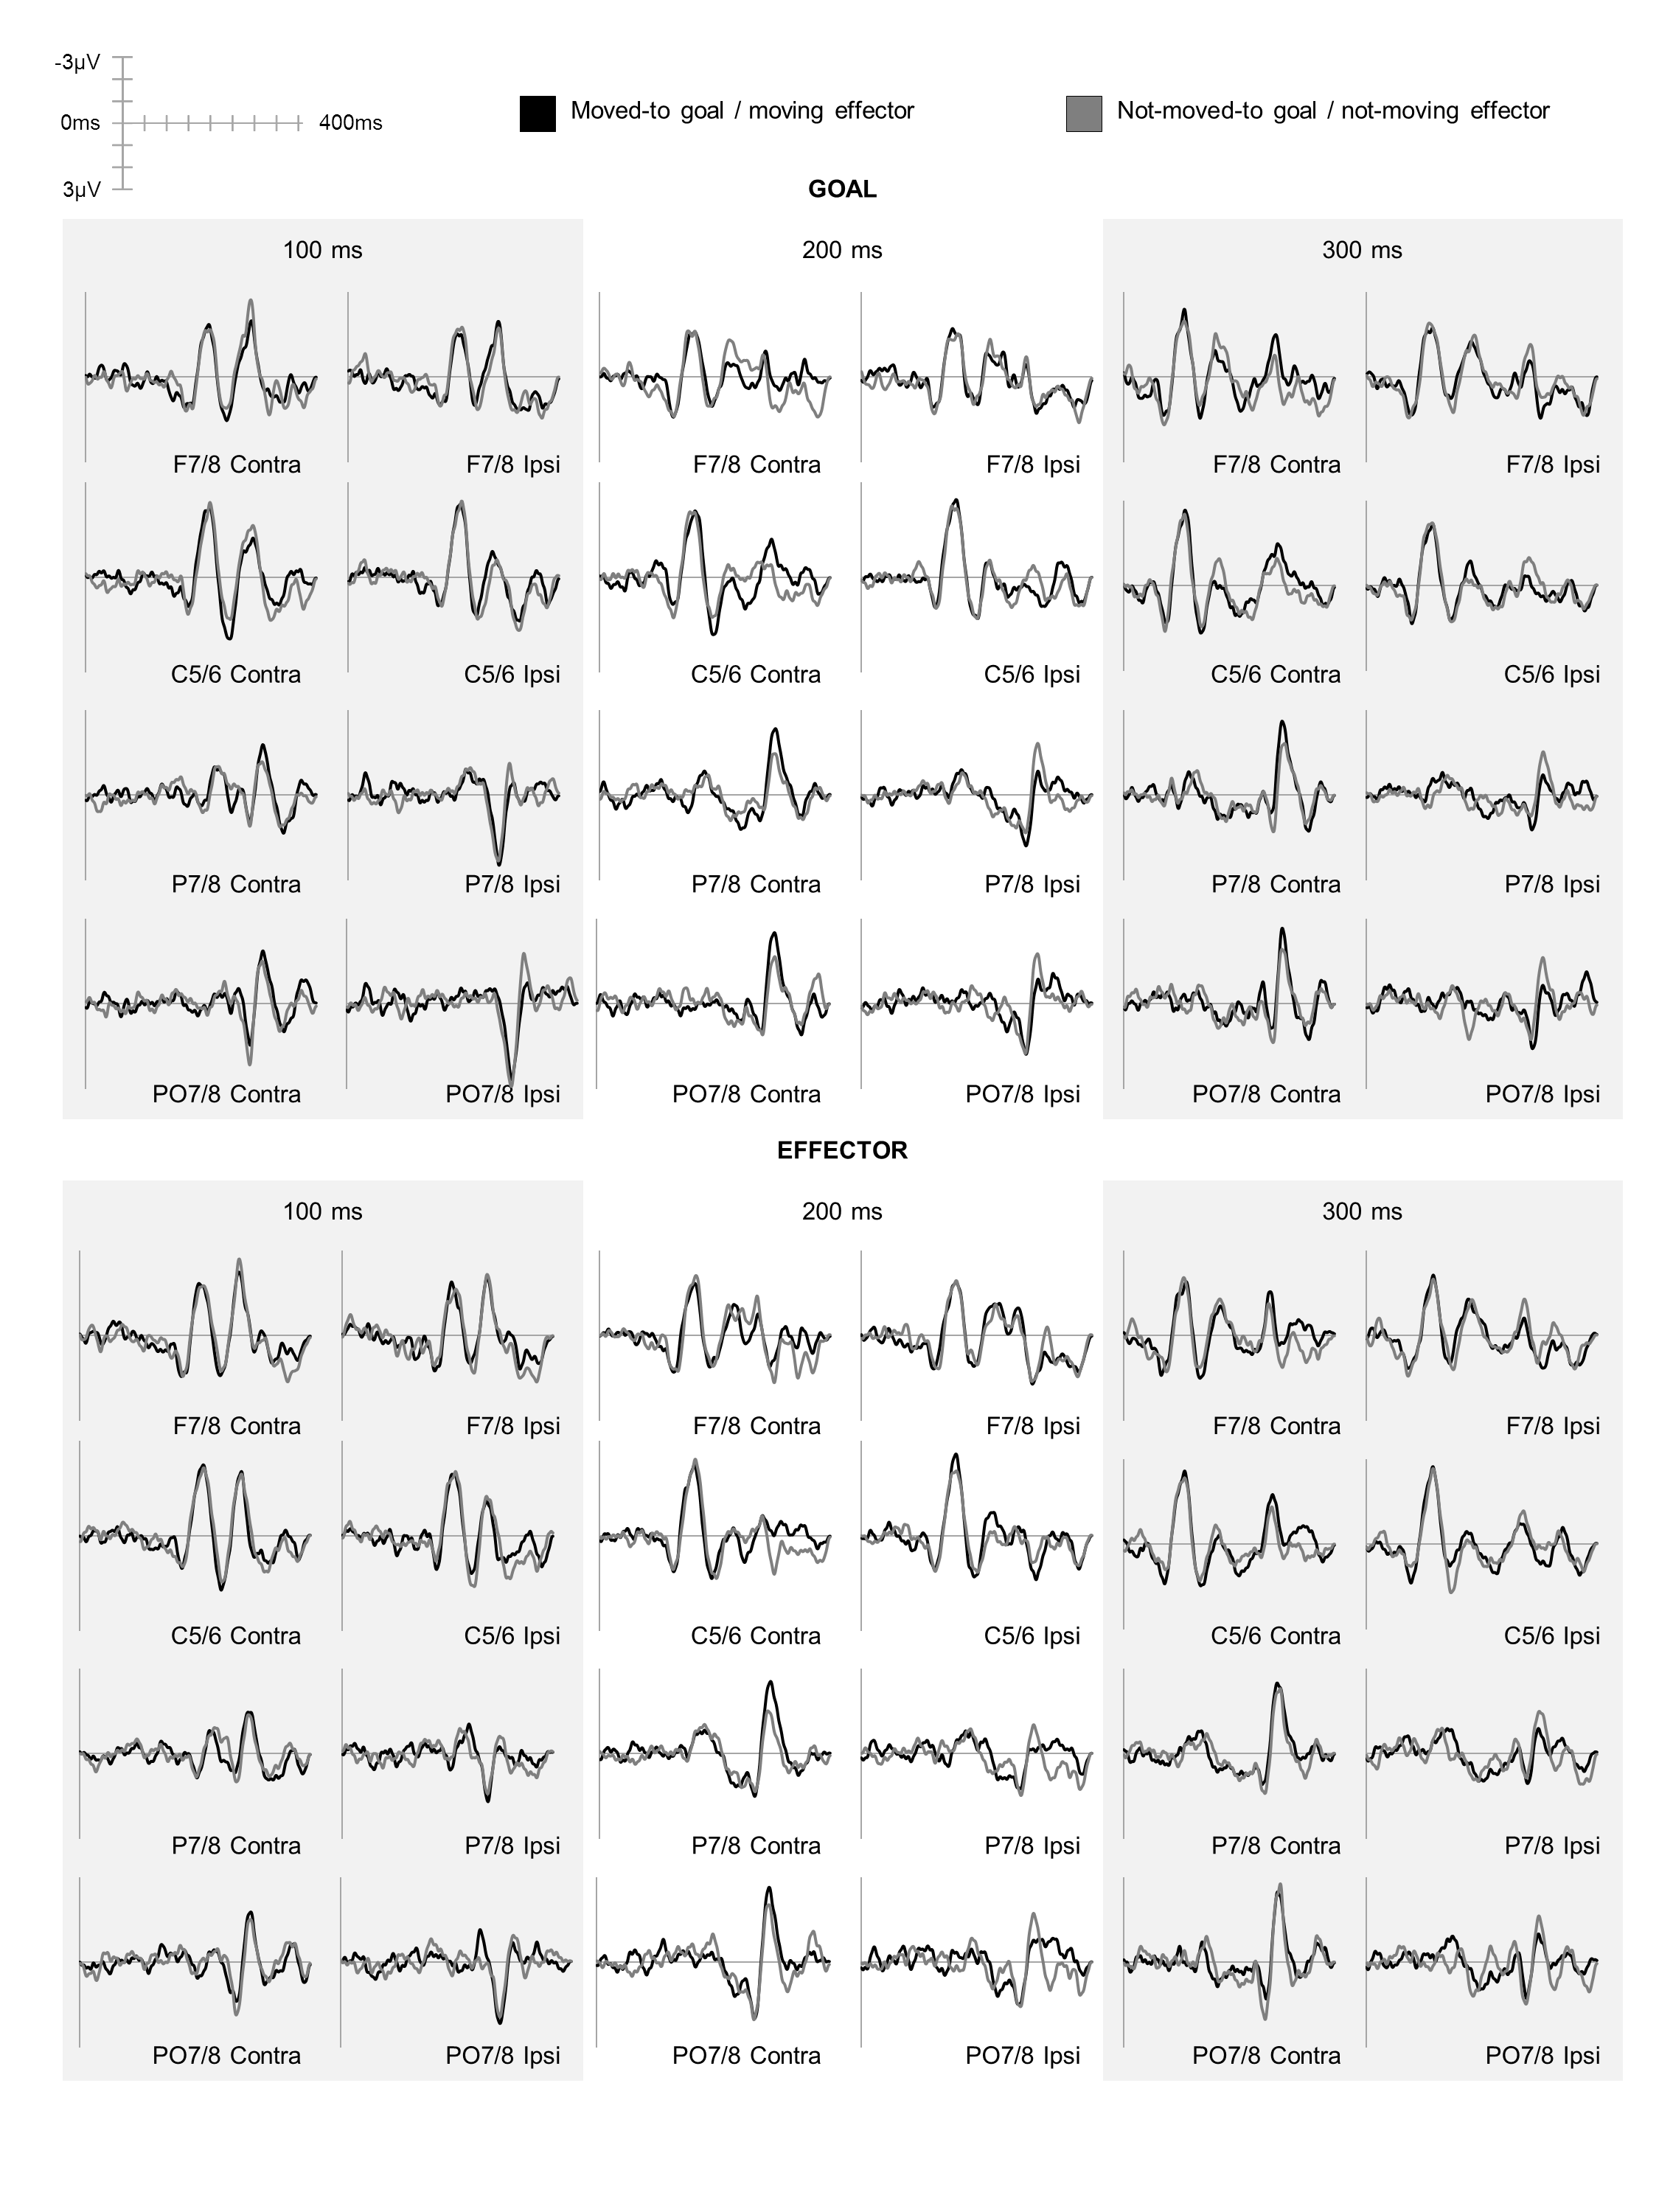 -3µV
0ms
400ms
3µV
Moved-to goal / moving effector
Not-moved-to goal / not-moving effector
GOAL
100 ms
200 ms
300 ms
F7/8 Contra
F7/8 Ipsi
F7/8 Contra
F7/8 Ipsi
F7/8 Contra
F7/8 Ipsi
C5/6 Contra
C5/6 Ipsi
C5/6 Contra
C5/6 Ipsi
C5/6 Contra
C5/6 Ipsi
P7/8 Contra
P7/8 Ipsi
P7/8 Contra
P7/8 Ipsi
P7/8 Contra
P7/8 Ipsi
PO7/8 Contra
PO7/8 Ipsi
PO7/8 Contra
PO7/8 Ipsi
PO7/8 Contra
PO7/8 Ipsi
EFFECTOR
100 ms
200 ms
300 ms
F7/8 Contra
F7/8 Ipsi
F7/8 Contra
F7/8 Ipsi
F7/8 Contra
F7/8 Ipsi
C5/6 Contra
C5/6 Ipsi
C5/6 Contra
C5/6 Ipsi
C5/6 Contra
C5/6 Ipsi
P7/8 Contra
P7/8 Ipsi
P7/8 Contra
P7/8 Ipsi
P7/8 Contra
P7/8 Ipsi
PO7/8 Contra
PO7/8 Ipsi
PO7/8 Contra
PO7/8 Ipsi
PO7/8 Contra
PO7/8 Ipsi